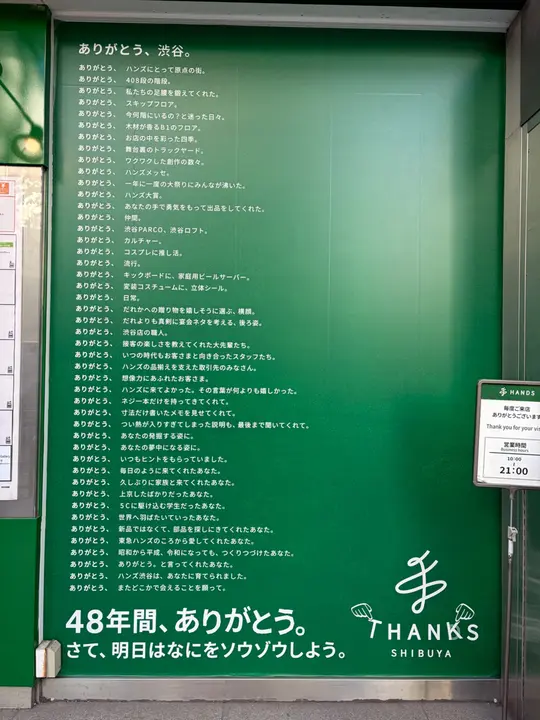 ありがとう、渋谷。
ありがとう、 ハンズにとって原点の街。
ありがとう、 408段の階段。
ありがとう、 私たちの足腰を鍛えてくれた。
ありがとう、 スキップフロア。
ありがとう、 今何階にいるの？と迷った日々。
ありがとう、 木材が香るB1のフロア。
ありがとう、 お店の中を彩った四季。
ありがとう、 舞台裏のトラックヤード。
ありがとう、 ワクワクした創作の数々。
ありがとう、 ハンズメッセ。
ありがとう、 一年に一度の大祭りにみんなが沸いた。
ありがとう、 ハンズ大賞。
ありがとう、 あなたの手で勇気をもって出品をしてくれた。
ありがとう、 仲間。
ありがとう、 渋谷PARCO、渋谷ロフト。
ありがとう、 カルチャー。
ありがとう、 コスプレに推し活。
ありがとう、 流行。
ありがとう、 キックボードに、家庭用ビールサーバー。
ありがとう、 変装コスチュームに、立体シール。
ありがとう、 日常。
ありがとう、 だれかへの贈り物を嬉しそうに選ぶ、横顔。
ありがとう、 だれよりも真剣に宴会ネタを考える、後ろ姿。
ありがとう、 渋谷店の職人。
ありがとう、 接客の楽しさを教えてくれた大先輩たち。
ありがとう、 いつの時代もお客さまと向き合ったスタッフたち。
ありがとう、 ハンズの品揃えを支えた取引先のみなさん。
ありがとう、 想像力にあふれたお客さま。
ありがとう、 ハンズに来てよかった。その言葉が何よりも嬉しかった。
ありがとう、 ネジ一本だけを持ってきてくれて。
ありがとう、 寸法だけ書いたメモを見せてくれて。
ありがとう、 つい熱が入りすぎてしまった説明も、最後まで聞いてくれて。
ありがとう、 あなたの発掘する姿に。
ありがとう、 あなたの夢中になる姿に。
ありがとう、 いつもヒントをもらっていました。
ありがとう、 毎日のように来てくれたあなた。
ありがとう、 久しぶりに家族と来てくれたあなた。
ありがとう、 上京したばかりだったあなた。
ありがとう、 5Cに駆け込む学生だったあなた。
ありがとう、 世界へ羽ばたいていったあなた。
ありがとう、 新品ではなくて、部品を探しにきてくれたあなた。
ありがとう、 東急ハンズのころから愛してくれたあなた。
ありがとう、 昭和から平成、令和になっても、つくりつづけたあなた。
ありがとう、 ありがとう。と言ってくれたあなた。
ありがとう、 ハンズ渋谷は、あなたに育てられました。
ありがとう、 またどこかで会えることを願って。
48年間、ありがとう。
さて、明日はなにをソウゾウしよう。
THANKS
SHIBUYA
HANDS
毎度ご来店
ありがとうございます
Thank you for your
営業時間
Business hours
10:00
21:00